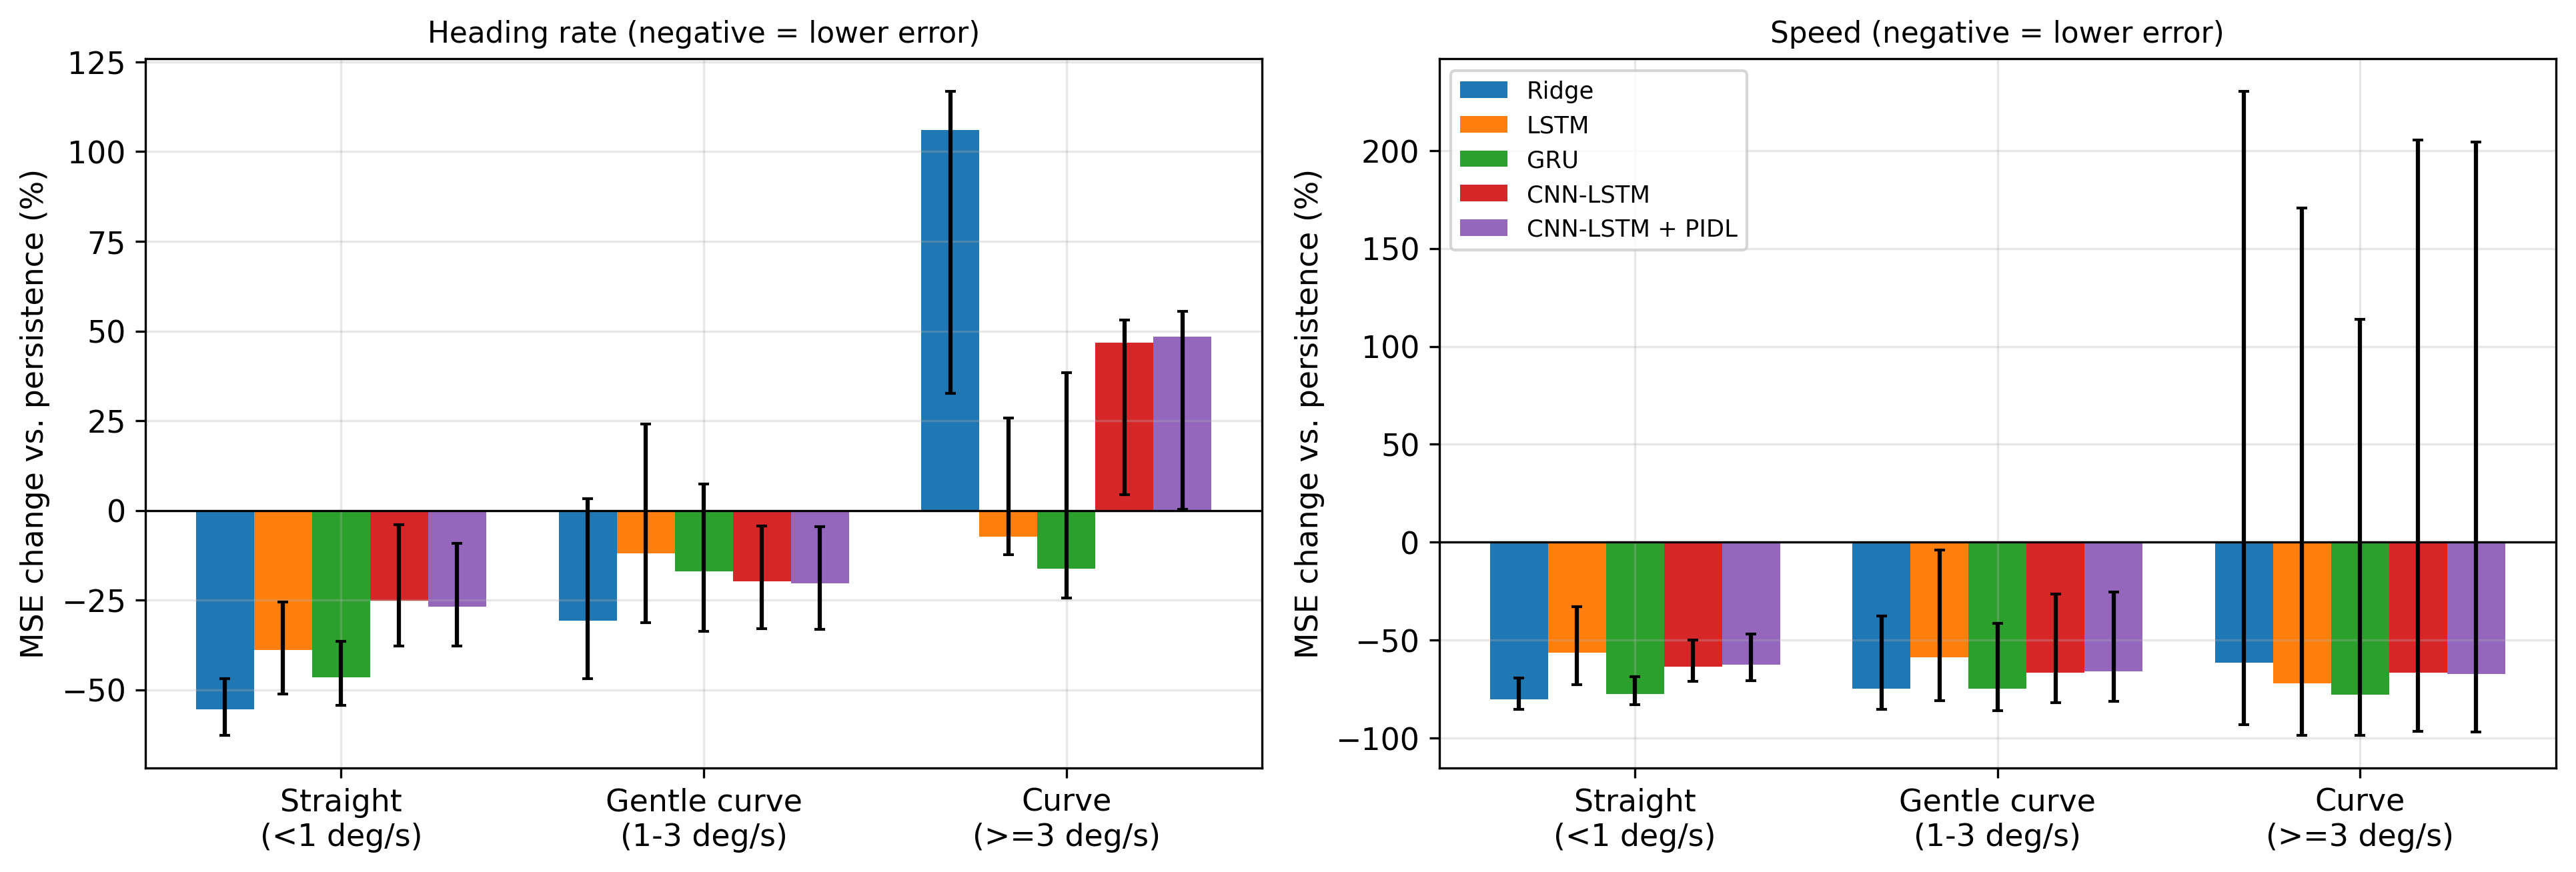 Heading rate (negative = lower error)
MSE change vs. persistence (%)
125
100
75
50
25
0
−25
−50
Straight
(<1 deg/s)
Gentle curve
(1-3 deg/s)
Curve
(>=3 deg/s)
Speed (negative = lower error)
MSE change vs. persistence (%)
200
150
100
50
0
−50
−100
Ridge
LSTM
GRU
CNN-LSTM
CNN-LSTM + PIDL
Straight
(<1 deg/s)
Gentle curve
(1-3 deg/s)
Curve
(>=3 deg/s)